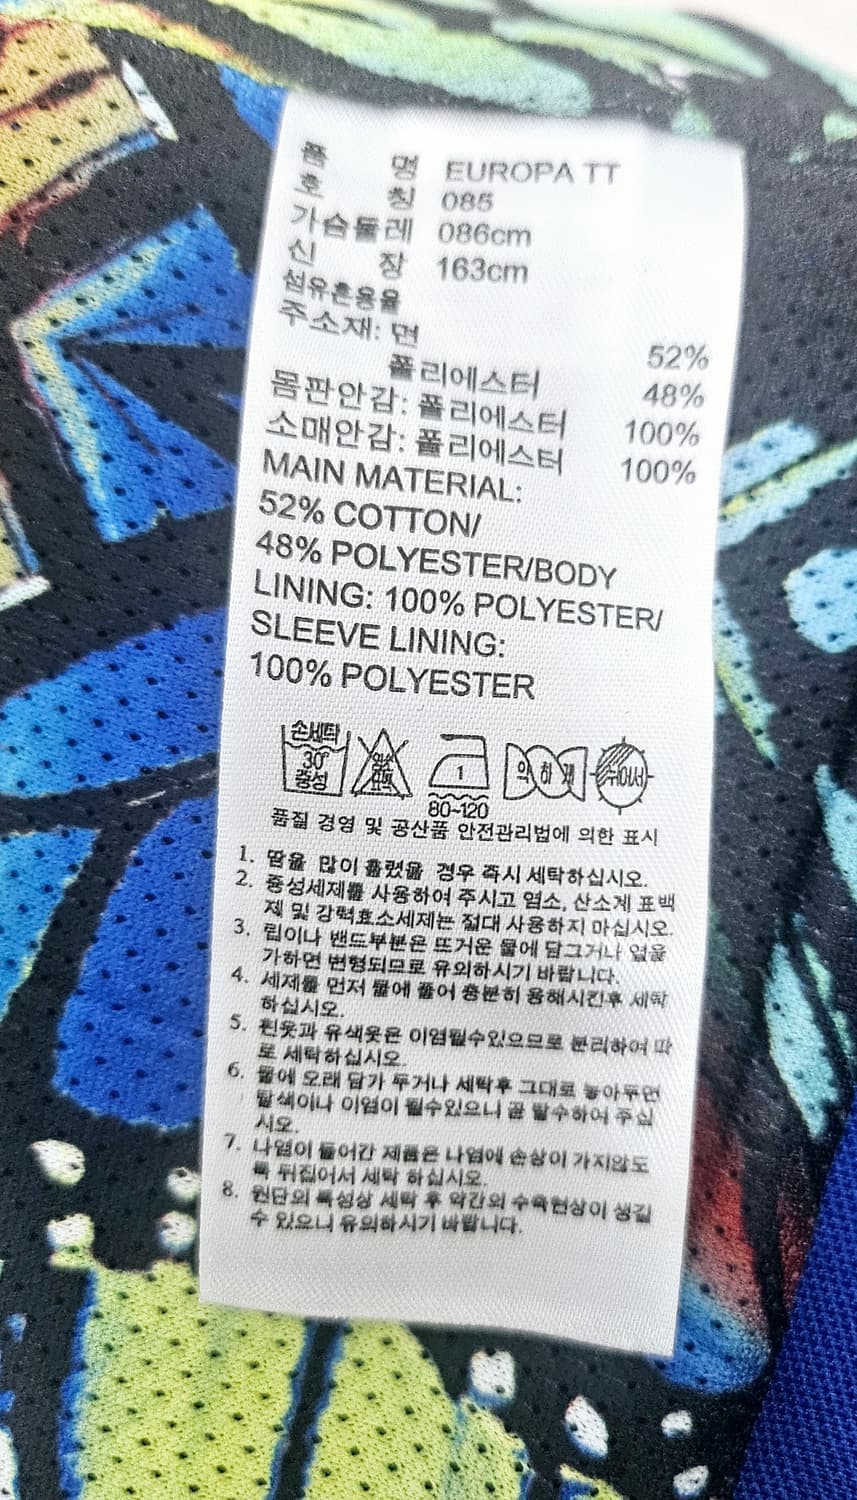 품 명 EUROPA TT
호 칭 085
가슴둘레 086cm
신 장 163cm
섬유혼용율
주소재: 면 52%
폴리에스터 48%
몸판안감: 폴리에스터 100%
소매안감: 폴리에스터 100%
MAIN MATERIAL:
52% COTTON/
48% POLYESTER/BODY
LINING: 100% POLYESTER/
SLEEVE LINING:
100% POLYESTER
손세탁 30° 중성 염소 표백 1 80~120 약하게 뉘어서
품질 경영 및 공산품 안전관리법에 의한 표시
1. 땀을 많이 흘렸을 경우 즉시 세탁하십시오.
2. 중성세제를 사용하여 주시고 염소, 산소계 표백
제 및 강력효소세제는 절대 사용하지 마십시오.
3. 립이나 밴드부분은 뜨거운 물에 담그거나 열을
가하면 변형되므로 유의하시기 바랍니다.
4. 세제를 먼저 물에 풀어 충분히 용해시킨후 세탁
하십시오.
5. 흰옷과 유색옷은 이염될수있으므로 분리하여 따
로 세탁하십시오.
6. 물에 오래 담가 두거나 세탁후 그대로 놓아두면
탈색이나 이염이 될수있으니 곧 탈수하여 주십
시오.
7. 나염이 들어간 제품은 나염에 손상이 가지않도
록 뒤집어서 세탁 하십시오.
8. 원단의 특성상 세탁 후 약간의 수축현상이 생길
수 있으니 유의하시기 바랍니다.